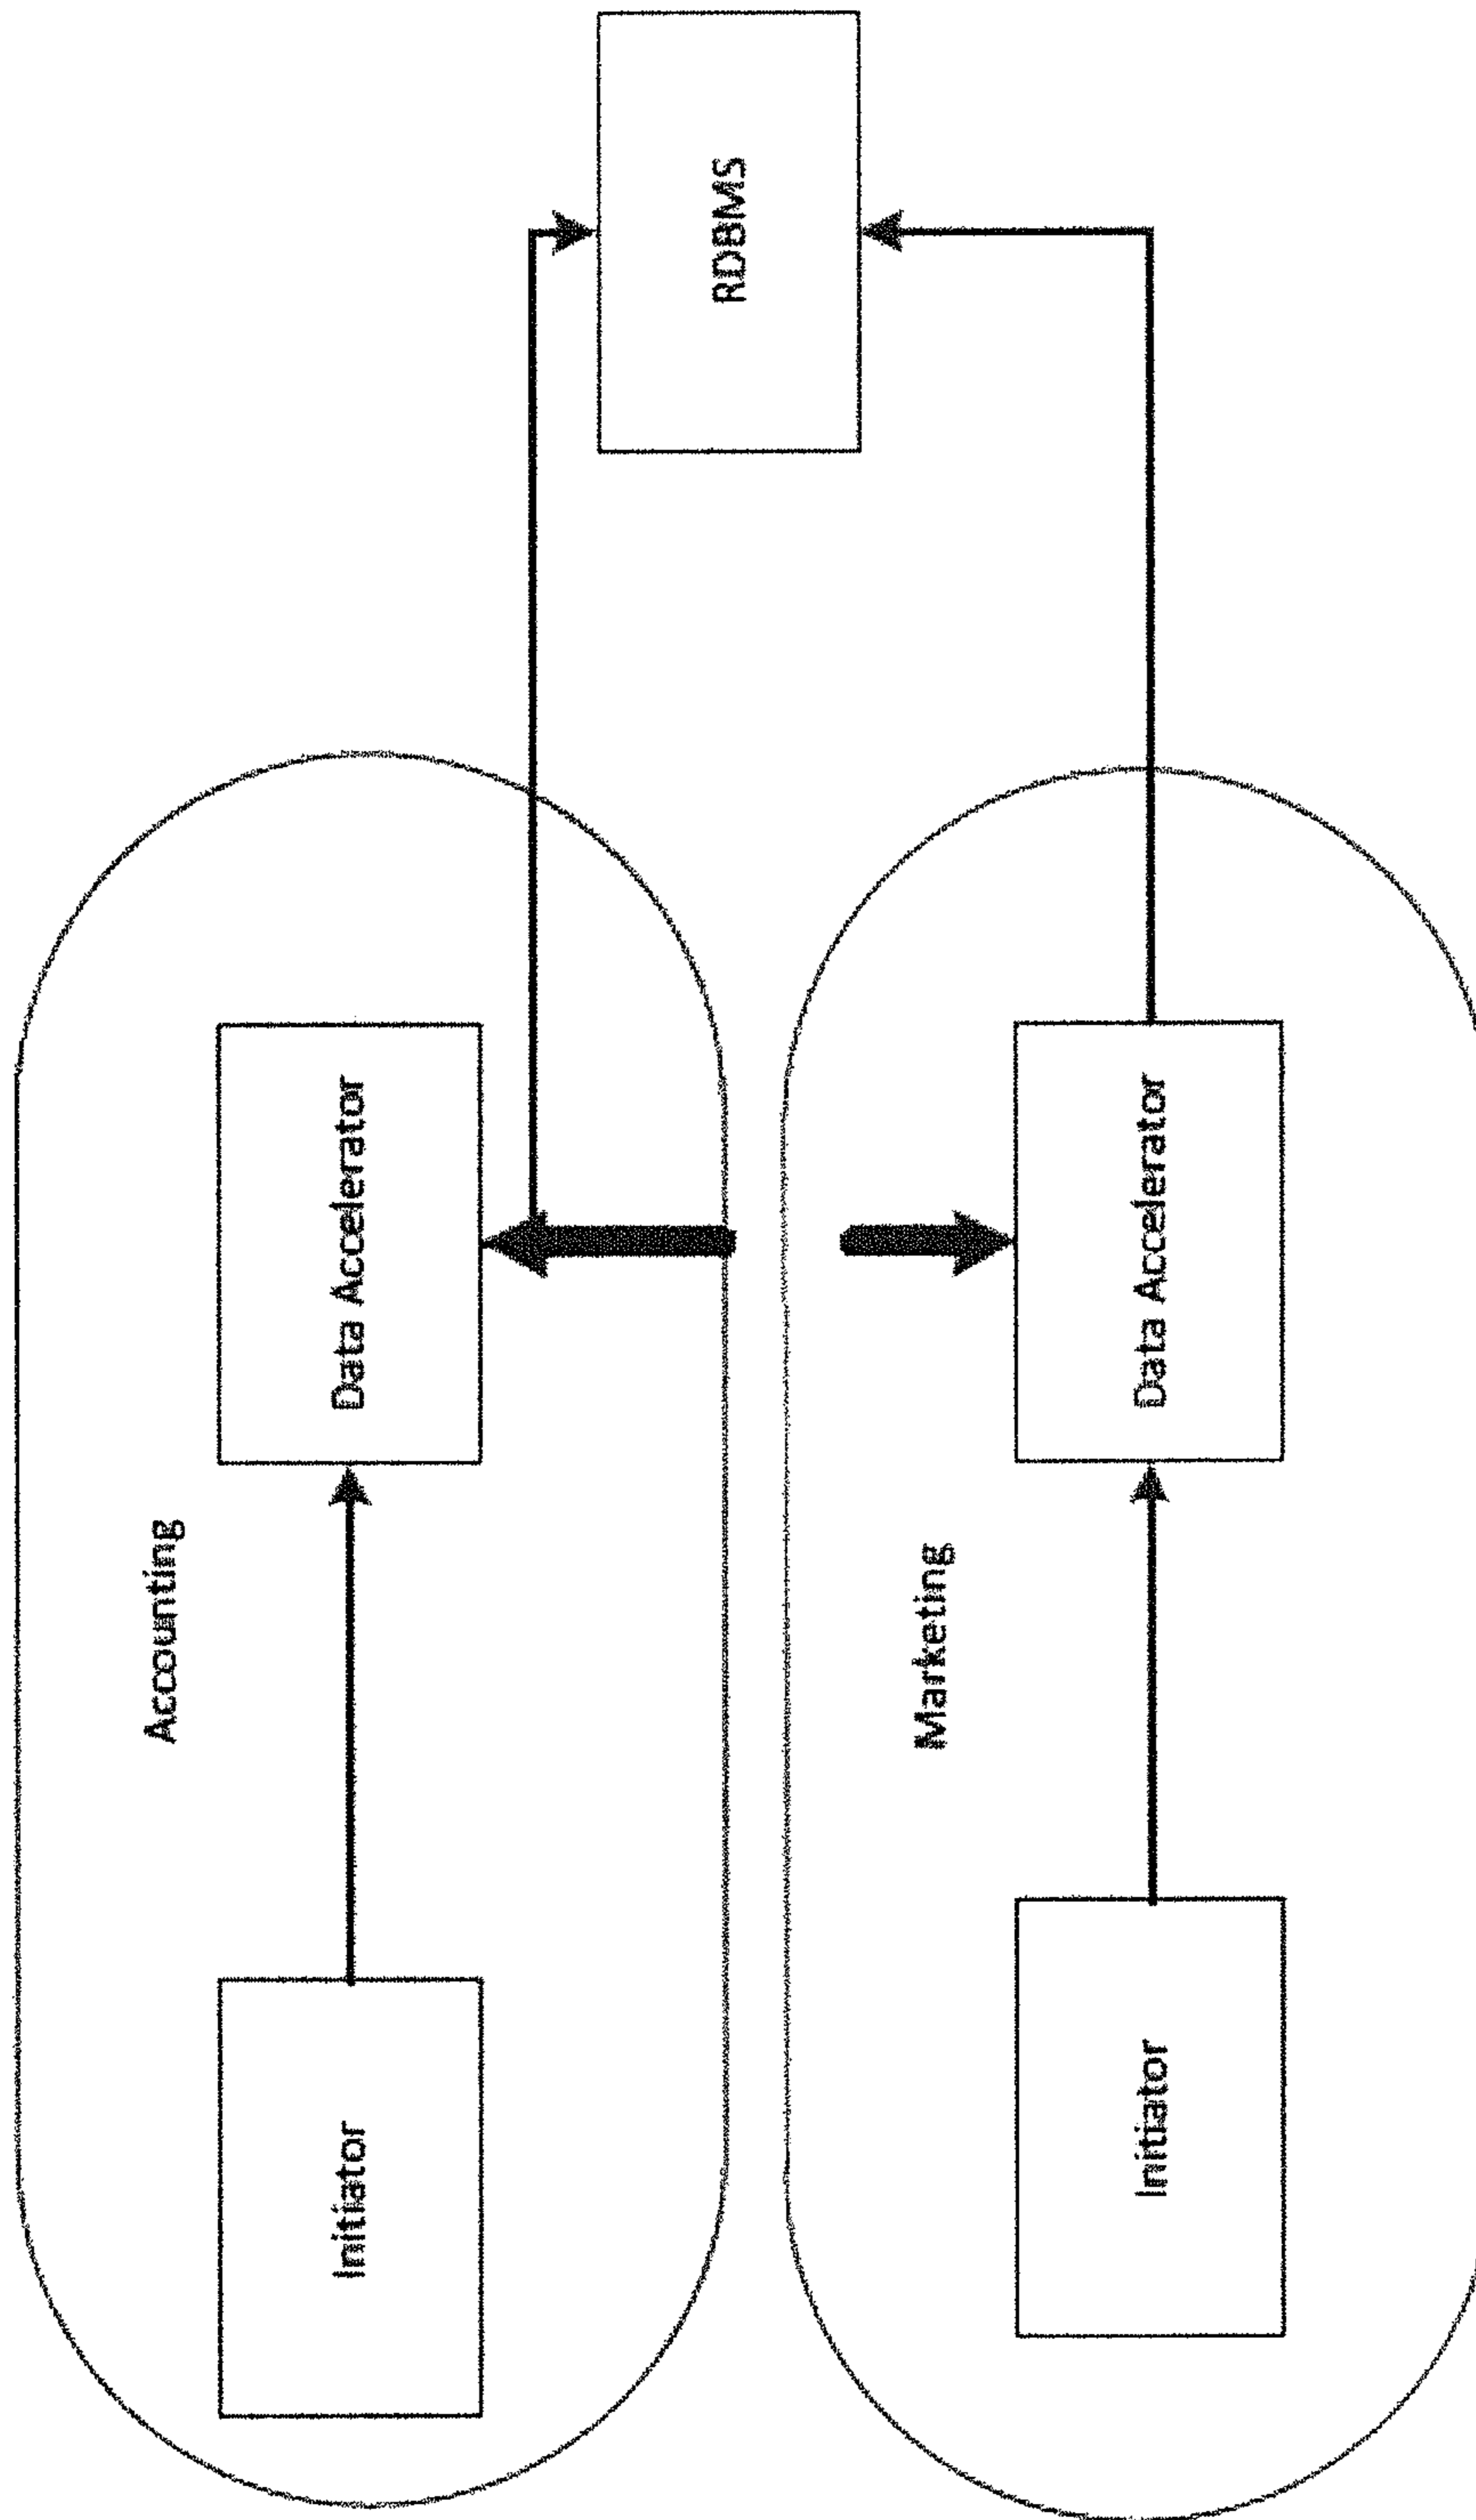 Accounting
Initiator
Data Accelerator
RDBMS
Marketing
Initiator
Data Accelerator